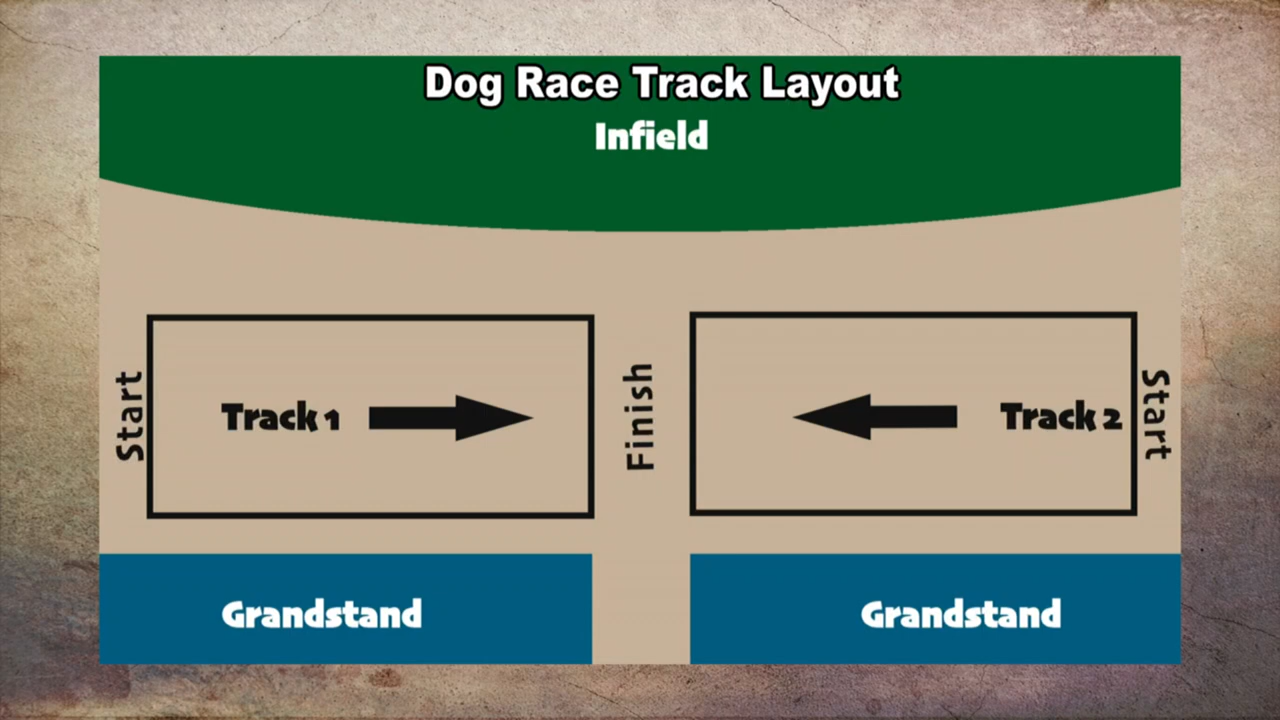 Dog Race Track Layout
Infield
Start
Track 1
Finish
Track 2
Start
Grandstand
Grandstand